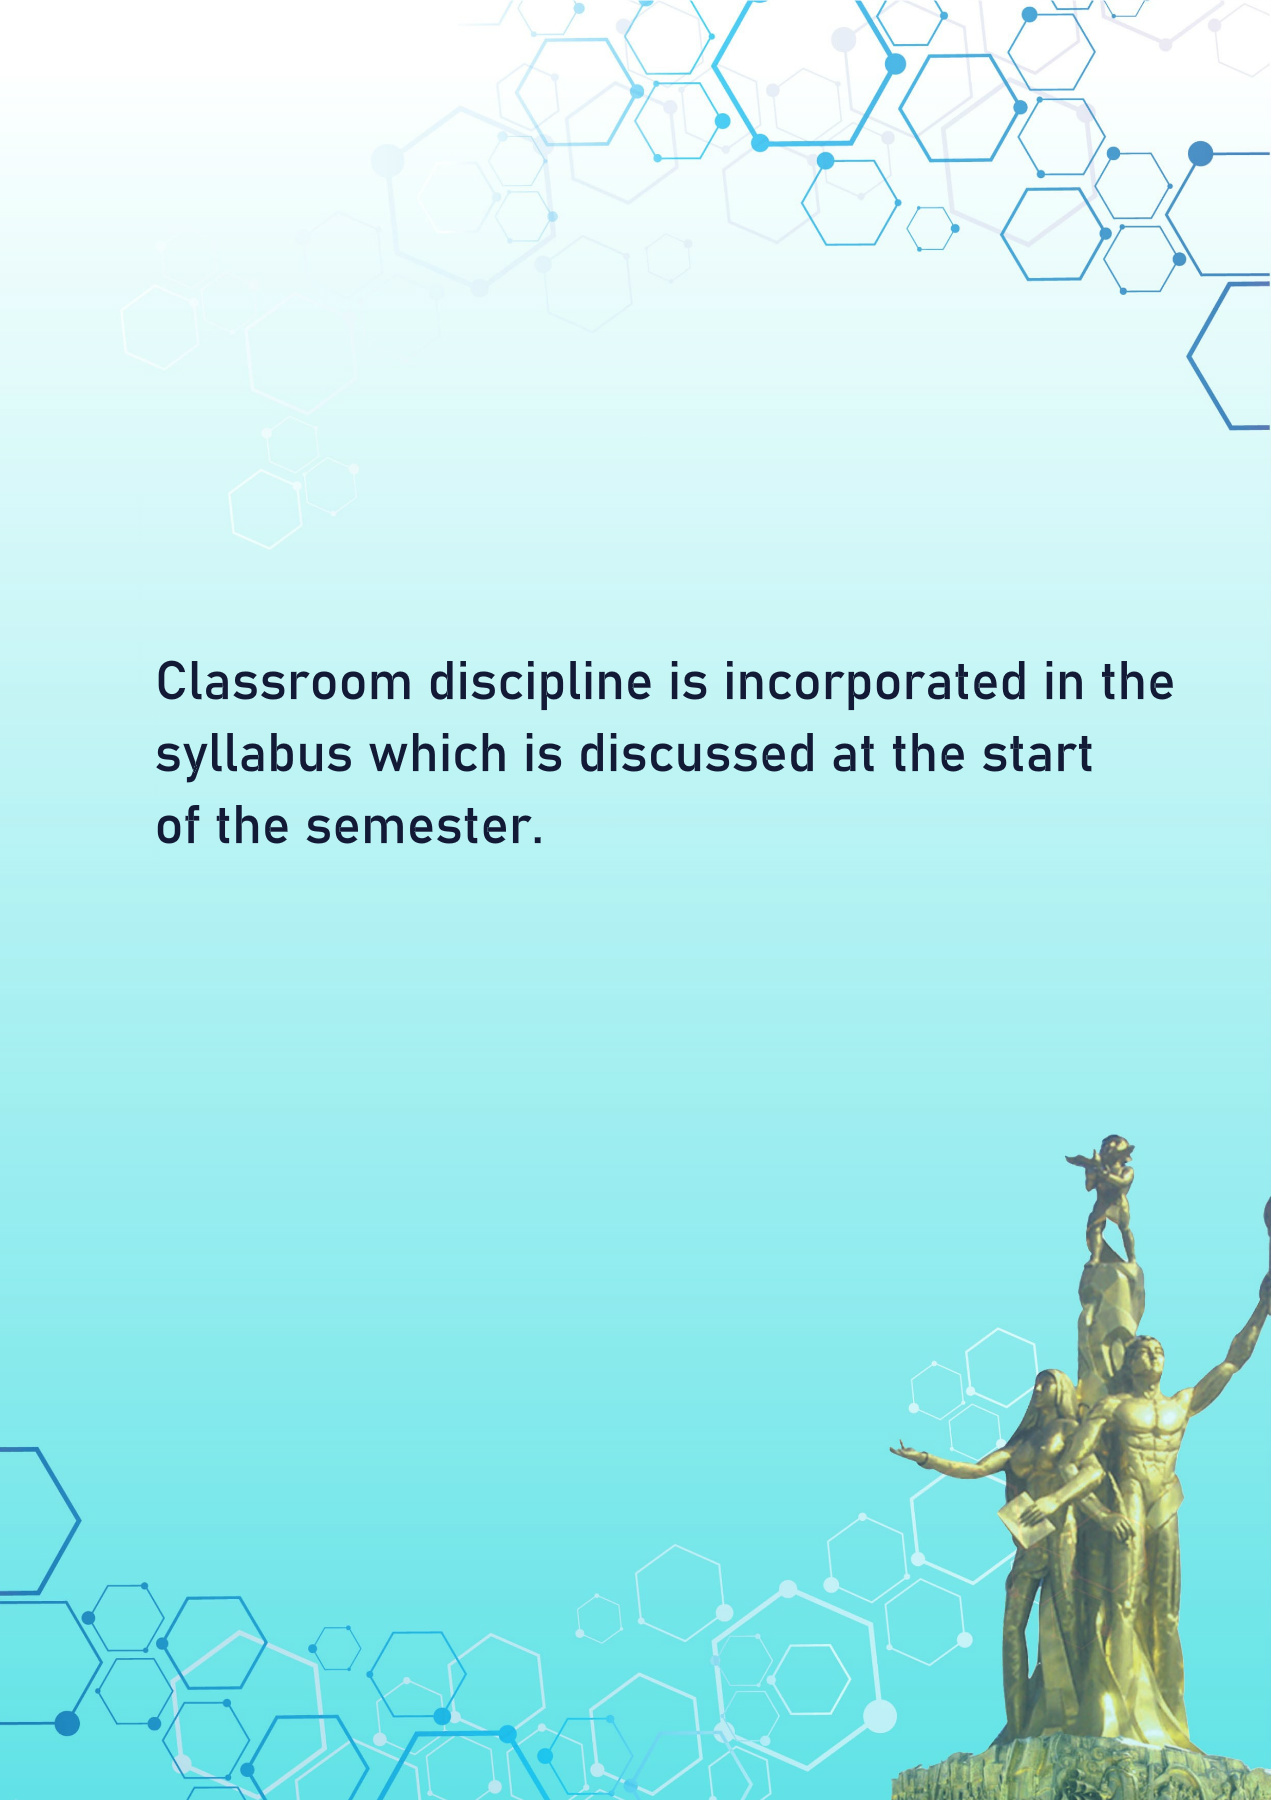 Classroom discipline is incorporated in the
syllabus which is discussed at the start
of the semester.